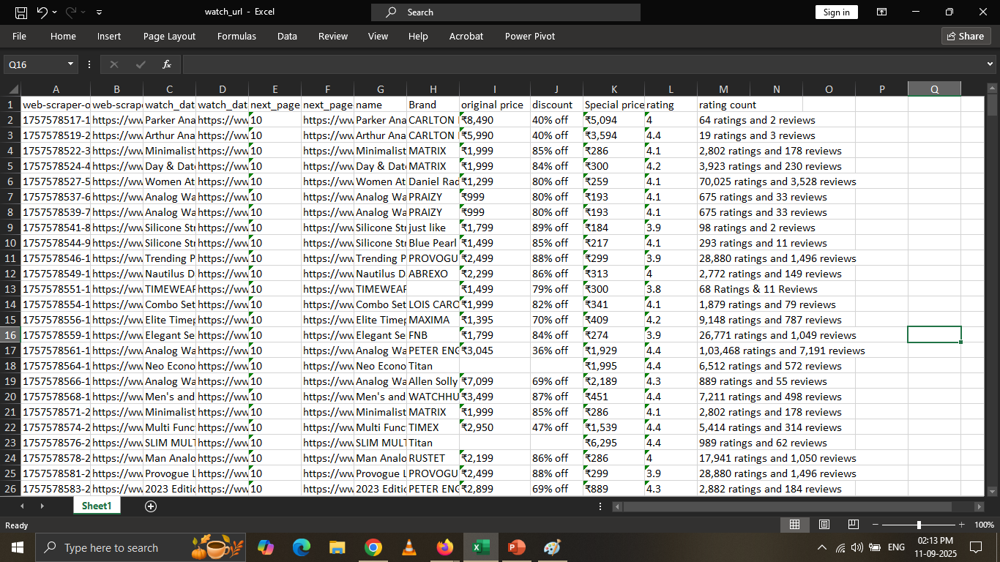 watch_url - Excel
Search
Sign in
File Home Insert Page Layout Formulas Data Review View Help Acrobat Power Pivot Share
Q16 fx
A B C D E F G H I J K L M N O P Q
1 web-scraper-o web-scrape watch_dat watch_dat next_page next_page name Brand original price discount Special price rating rating count
2 1757578517-1 https://ww Parker Ana https://ww 10 https://ww Parker Ana CARLTON ₹8,490 40% off ₹5,094 4 64 ratings and 2 reviews
3 1757578519-2 https://ww Arthur Ana https://ww 10 https://ww Arthur Ana CARLTON ₹5,990 40% off ₹3,594 4.4 19 ratings and 3 reviews
4 1757578522-3 https://ww Minimalist https://ww 10 https://ww Minimalist MATRIX ₹1,999 85% off ₹286 4.1 2,802 ratings and 178 reviews
5 1757578524-4 https://ww Day & Date https://ww 10 https://ww Day & Date MATRIX ₹1,999 84% off ₹300 4.2 3,923 ratings and 230 reviews
6 1757578527-5 https://ww Women At https://ww 10 https://ww Women At Daniel Rad ₹1,299 80% off ₹259 4.1 70,025 ratings and 3,528 reviews
7 1757578537-6 https://ww Analog Wa https://ww 10 https://ww Analog Wa PRAIZY ₹999 80% off ₹193 4.1 675 ratings and 33 reviews
8 1757578539-7 https://ww Analog Wa https://ww 10 https://ww Analog Wa PRAIZY ₹999 80% off ₹193 4.1 675 ratings and 33 reviews
9 1757578541-8 https://ww Silicone Str https://ww 10 https://ww Silicone Str just like ₹1,799 89% off ₹184 3.9 98 ratings and 2 reviews
10 1757578544-9 https://ww Silicone Str https://ww 10 https://ww Silicone Str Blue Pearl ₹1,499 85% off ₹217 4.1 293 ratings and 11 reviews
11 1757578546-1 https://ww Trending P https://ww 10 https://ww Trending P PROVOGU ₹2,499 88% off ₹299 3.9 28,880 ratings and 1,496 reviews
12 1757578549-1 https://ww Nautilus D https://ww 10 https://ww Nautilus D ABREXO ₹2,299 86% off ₹313 4 2,772 ratings and 149 reviews
13 1757578551-1 https://ww TIMEWEAR https://ww 10 https://ww TIMEWEAR ₹1,499 79% off ₹300 3.8 68 Ratings & 11 Reviews
14 1757578554-1 https://ww Combo Set https://ww 10 https://ww Combo Set LOIS CARO ₹1,999 82% off ₹341 4.1 1,879 ratings and 79 reviews
15 1757578556-1 https://ww Elite Timep https://ww 10 https://ww Elite Timep MAXIMA ₹1,395 70% off ₹409 4.2 9,148 ratings and 787 reviews
16 1757578559-1 https://ww Elegant Se https://ww 10 https://ww Elegant Se FNB ₹1,799 84% off ₹274 3.9 26,771 ratings and 1,049 reviews
17 1757578561-1 https://ww Analog Wa https://ww 10 https://ww Analog Wa PETER ENG ₹3,045 36% off ₹1,929 4.4 1,03,468 ratings and 7,191 reviews
18 1757578564-1 https://ww Neo Econo https://ww 10 https://ww Neo Econo Titan ₹1,995 4.4 6,512 ratings and 572 reviews
19 1757578566-1 https://ww Analog Wa https://ww 10 https://ww Analog Wa Allen Solly ₹7,099 69% off ₹2,189 4.3 889 ratings and 55 reviews
20 1757578568-1 https://ww Men's and https://ww 10 https://ww Men's and WATCHHU ₹3,499 87% off ₹451 4.4 7,211 ratings and 498 reviews
21 1757578571-2 https://ww Minimalist https://ww 10 https://ww Minimalist MATRIX ₹1,999 85% off ₹286 4.1 2,802 ratings and 178 reviews
22 1757578574-2 https://ww Multi Func https://ww 10 https://ww Multi Func TIMEX ₹2,950 47% off ₹1,539 4.4 5,414 ratings and 314 reviews
23 1757578576-2 https://ww SLIM MULT https://ww 10 https://ww SLIM MULT Titan ₹6,295 4.4 989 ratings and 62 reviews
24 1757578578-2 https://ww Man Analo https://ww 10 https://ww Man Analo RUSTET ₹2,199 86% off ₹286 4 17,941 ratings and 1,050 reviews
25 1757578581-2 https://ww Provogue L https://ww 10 https://ww Provogue L PROVOGU ₹2,499 88% off ₹299 3.9 28,880 ratings and 1,496 reviews
26 1757578583-2 https://ww 2023 Editic https://ww 10 https://ww 2023 Editic PETER ENG ₹2,899 69% off ₹889 4.3 2,882 ratings and 184 reviews
Sheet1
Ready 100%
Type here to search
ENG
02:13 PM
11-09-2025